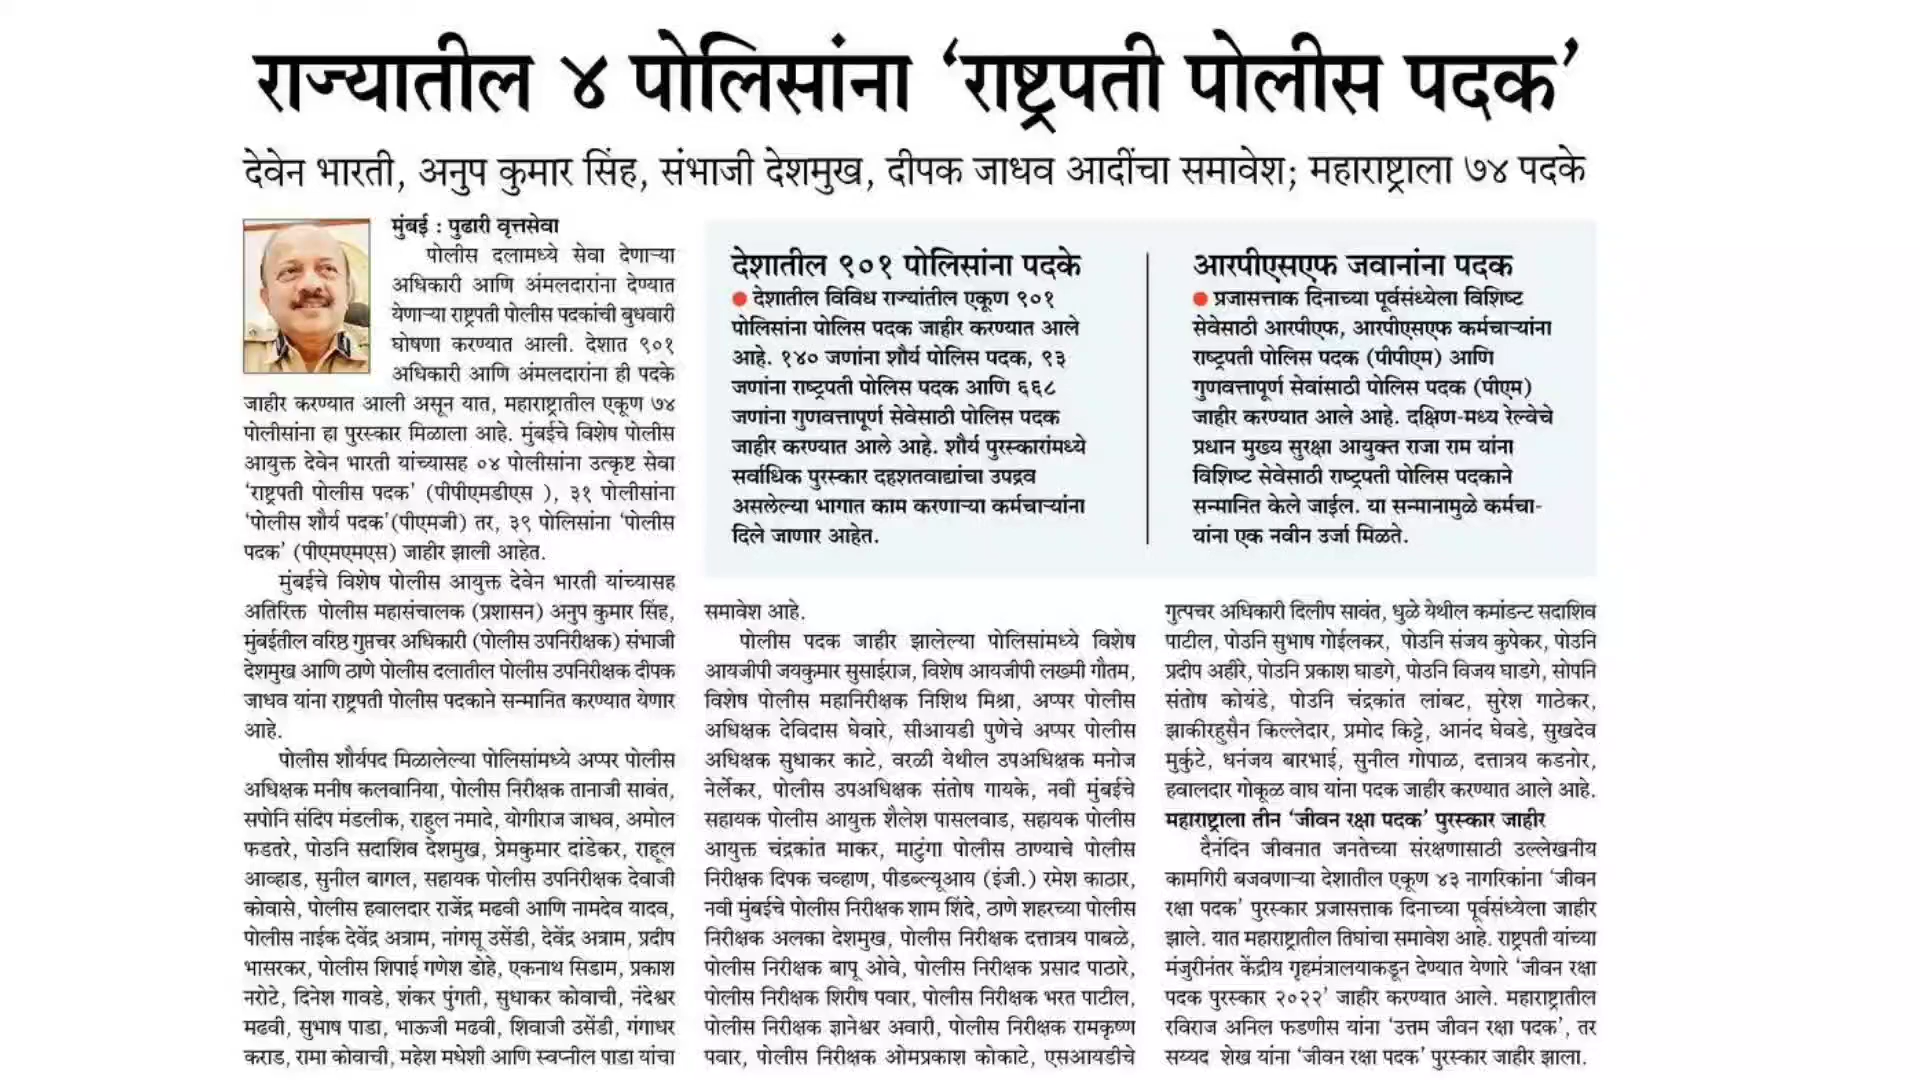 राज्यातील ४ पोलिसांना ‘राष्ट्रपती पोलीस पदक’
देवेन भारती, अनुप कुमार सिंह, संभाजी देशमुख, दीपक जाधव आदींचा समावेश; महाराष्ट्राला ७४ पदके
मुंबई : पुढारी वृत्तसेवा
पोलीस दलामध्ये सेवा देणाऱ्या
अधिकारी आणि अंमलदारांना देण्यात
येणाऱ्या राष्ट्रपती पोलीस पदकांची बुधवारी
घोषणा करण्यात आली. देशात ९०१
अधिकारी आणि अंमलदारांना ही पदके
जाहीर करण्यात आली असून यात, महाराष्ट्रातील एकूण ७४
पोलीसांना हा पुरस्कार मिळाला आहे. मुंबईचे विशेष पोलीस
आयुक्त देवेन भारती यांच्यासह ०४ पोलीसांना उत्कृष्ट सेवा
‘राष्ट्रपती पोलीस पदक’ (पीपीएमडीएस ), ३१ पोलीसांना
‘पोलीस शौर्य पदक’(पीएमजी) तर, ३९ पोलिसांना ‘पोलीस
पदक’ (पीएमएमएस) जाहीर झाली आहेत.
मुंबईचे विशेष पोलीस आयुक्त देवेन भारती यांच्यासह
अतिरिक्त पोलीस महासंचालक (प्रशासन) अनुप कुमार सिंह,
मुंबईतील वरिष्ठ गुप्तचर अधिकारी (पोलीस उपनिरीक्षक) संभाजी
देशमुख आणि ठाणे पोलीस दलातील पोलीस उपनिरीक्षक दीपक
जाधव यांना राष्ट्रपती पोलीस पदकाने सन्मानित करण्यात येणार
आहे.
पोलीस शौर्यपद मिळालेल्या पोलिसांमध्ये अप्पर पोलीस
अधिक्षक मनीष कलवानिया, पोलीस निरीक्षक तानाजी सावंत,
सपोनि संदिप मंडलीक, राहुल नमादे, योगीराज जाधव, अमोल
फडतरे, पोउनि सदाशिव देशमुख, प्रेमकुमार दांडेकर, राहूल
आव्हाड, सुनील बागल, सहायक पोलीस उपनिरीक्षक देवाजी
कोवासे, पोलीस हवालदार राजेंद्र मढवी आणि नामदेव यादव,
पोलीस नाईक देवेंद्र अत्राम, नांगसू उसेंडी, देवेंद्र अत्राम, प्रदीप
भासरकर, पोलीस शिपाई गणेश डोहे, एकनाथ सिडाम, प्रकाश
नरोटे, दिनेश गावडे, शंकर पुंगती, सुधाकर कोवाची, नंदेश्वर
मढवी, सुभाष पाडा, भाऊजी मढवी, शिवाजी उसेंडी, गंगाधर
कराड, रामा कोवाची, महेश मधेशी आणि स्वप्नील पाडा यांचा
देशातील ९०१ पोलिसांना पदके
देशातील विविध राज्यांतील एकूण ९०१
पोलिसांना पोलिस पदक जाहीर करण्यात आले
आहे. १४० जणांना शौर्य पोलिस पदक, ९३
जणांना राष्ट्रपती पोलिस पदक आणि ६६८
जणांना गुणवत्तापूर्ण सेवेसाठी पोलिस पदक
जाहीर करण्यात आले आहे. शौर्य पुरस्कारांमध्ये
सर्वाधिक पुरस्कार दहशतवाद्यांचा उपद्रव
असलेल्या भागात काम करणाऱ्या कर्मचाऱ्यांना
दिले जाणार आहेत.
आरपीएसएफ जवानांना पदक
प्रजासत्ताक दिनाच्या पूर्वसंध्येला विशिष्ट
सेवेसाठी आरपीएफ, आरपीएसएफ कर्मचाऱ्यांना
राष्ट्रपती पोलिस पदक (पीपीएम) आणि
गुणवत्तापूर्ण सेवांसाठी पोलिस पदक (पीएम)
जाहीर करण्यात आले आहे. दक्षिण-मध्य रेल्वेचे
प्रधान मुख्य सुरक्षा आयुक्त राजा राम यांना
विशिष्ट सेवेसाठी राष्ट्रपती पोलिस पदकाने
सन्मानित केले जाईल. या सन्मानामुळे कर्मचा-
यांना एक नवीन उर्जा मिळते.
समावेश आहे.
पोलीस पदक जाहीर झालेल्या पोलिसांमध्ये विशेष
आयजीपी जयकुमार सुसाईराज, विशेष आयजीपी लख्मी गौतम,
विशेष पोलीस महानिरीक्षक निशिथ मिश्रा, अप्पर पोलीस
अधिक्षक देविदास घेवारे, सीआयडी पुणेचे अप्पर पोलीस
अधिक्षक सुधाकर काटे, वरळी येथील उपअधिक्षक मनोज
नेर्लेकर, पोलीस उपअधिक्षक संतोष गायके, नवी मुंबईचे
सहायक पोलीस आयुक्त शैलेश पासलवाड, सहायक पोलीस
आयुक्त चंद्रकांत माकर, माटुंगा पोलीस ठाण्याचे पोलीस
निरीक्षक दिपक चव्हाण, पीडब्ल्यूआय (इंजी.) रमेश काठार,
नवी मुंबईचे पोलीस निरीक्षक शाम शिंदे, ठाणे शहरच्या पोलीस
निरीक्षक अलका देशमुख, पोलीस निरीक्षक दत्तात्रय पाबळे,
पोलीस निरीक्षक बापू ओवे, पोलीस निरीक्षक प्रसाद पाठारे,
पोलीस निरीक्षक शिरीष पवार, पोलीस निरीक्षक भरत पाटील,
पोलीस निरीक्षक ज्ञानेश्वर अवारी, पोलीस निरीक्षक रामकृष्ण
पवार, पोलीस निरीक्षक ओमप्रकाश कोकाटे, एसआयडीचे
गुत्पचर अधिकारी दिलीप सावंत, धुळे येथील कमांडन्ट सदाशिव
पाटील, पोउनि सुभाष गोईलकर, पोउनि संजय कुपेकर, पोउनि
प्रदीप अहीरे, पोउनि प्रकाश घाडगे, पोउनि विजय घाडगे, सोपनि
संतोष कोयंडे, पोउनि चंद्रकांत लांबट, सुरेश गाठेकर,
झाकीरहुसैन किल्लेदार, प्रमोद किट्टे, आनंद घेवडे, सुखदेव
मुर्कुटे, धनंजय बारभाई, सुनील गोपाळ, दत्तात्रय कडनोर,
हवालदार गोकूळ वाघ यांना पदक जाहीर करण्यात आले आहे.
महाराष्ट्राला तीन ‘जीवन रक्षा पदक’ पुरस्कार जाहीर
दैनंदिन जीवनात जनतेच्या संरक्षणासाठी उल्लेखनीय
कामगिरी बजवणाऱ्या देशातील एकूण ४३ नागरिकांना ‘जीवन
रक्षा पदक’ पुरस्कार प्रजासत्ताक दिनाच्या पूर्वसंध्येला जाहीर
झाले. यात महाराष्ट्रातील तिघांचा समावेश आहे. राष्ट्रपती यांच्या
मंजुरीनंतर केंद्रीय गृहमंत्रालयाकडून देण्यात येणारे ‘जीवन रक्षा
पदक पुरस्कार २०२२’ जाहीर करण्यात आले. महाराष्ट्रातील
रविराज अनिल फडणीस यांना ‘उत्तम जीवन रक्षा पदक’, तर
सय्यद शेख यांना ‘जीवन रक्षा पदक’ पुरस्कार जाहीर झाला.